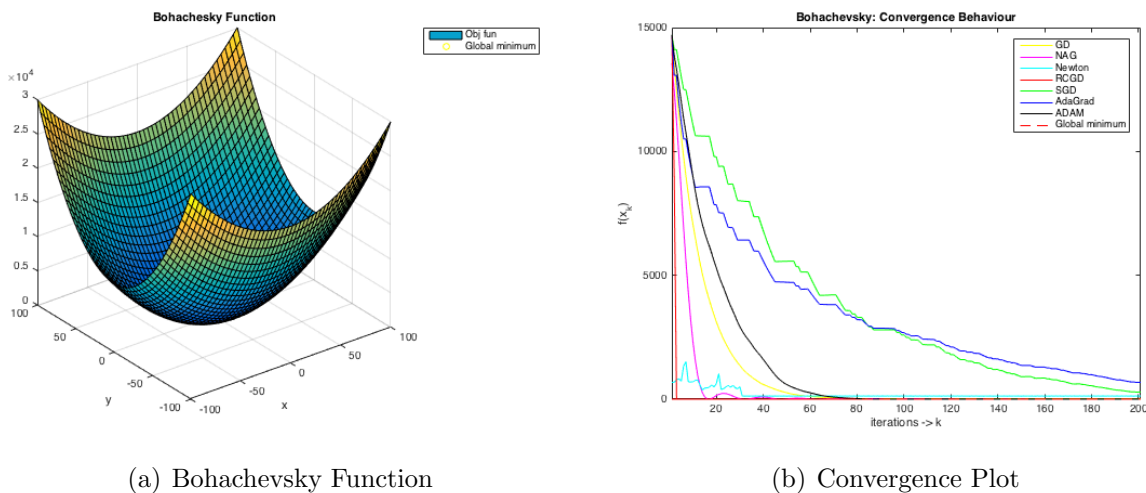 Bohachesky Function
Obj fun
Global minimum
×10^4
3
2.5
2
1.5
1
0.5
0
100
50
0
-50
-100
y
-100
-50
0
50
100
x
(a) Bohachevsky Function
Bohachevsky: Convergence Behaviour
GD
NAG
Newton
RCGD
SGD
AdaGrad
ADAM
Global minimum
15000
10000
5000
0
f(x_k)
20 40 60 80 100 120 140 160 180 200
iterations -> k
(b) Convergence Plot